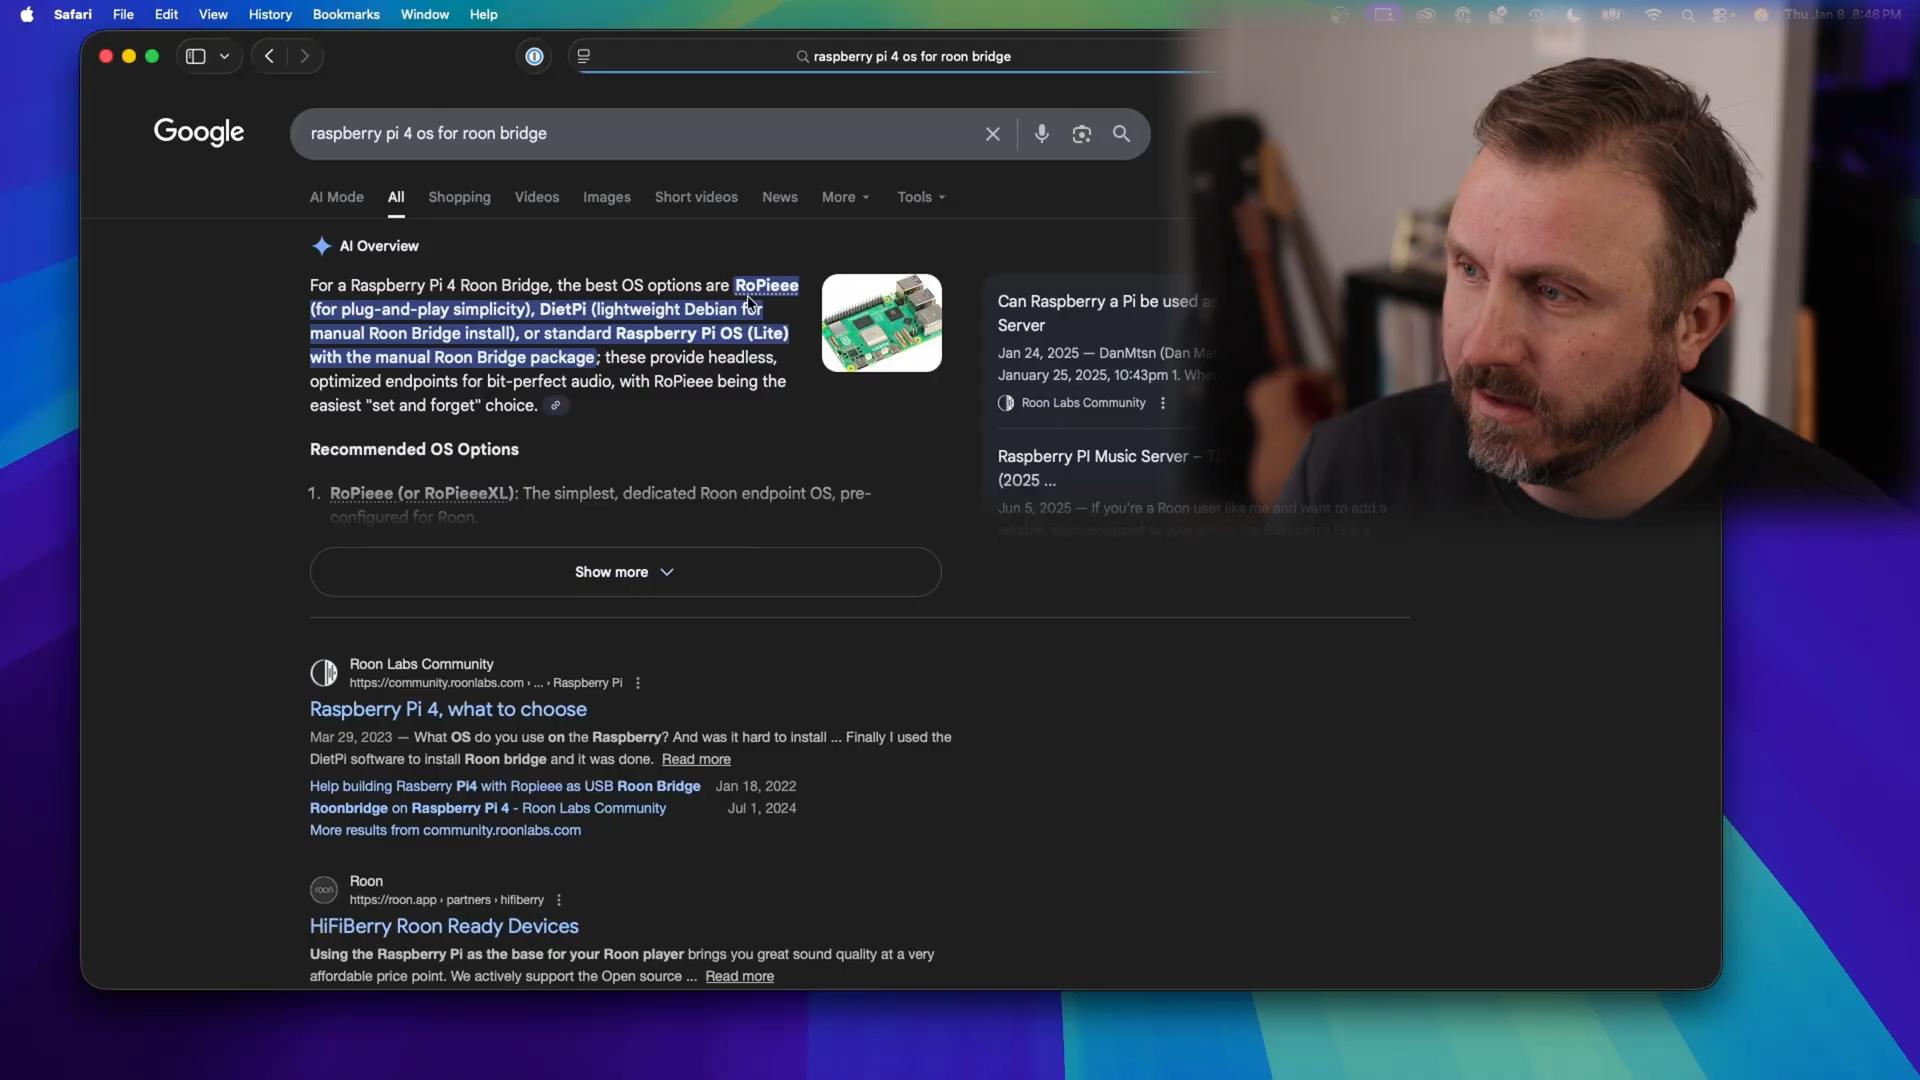 Safari File Edit View History Bookmarks Window Help
Thu Jan 8 8:46 PM
raspberry pi 4 os for roon bridge
Google
raspberry pi 4 os for roon bridge
AI Mode All Shopping Videos Images Short videos News More Tools
AI Overview
For a Raspberry Pi 4 Roon Bridge, the best OS options are RoPieee
(for plug-and-play simplicity), DietPi (lightweight Debian for
manual Roon Bridge install), or standard Raspberry Pi OS (Lite)
with the manual Roon Bridge package; these provide headless,
optimized endpoints for bit-perfect audio, with RoPieee being the
easiest "set and forget" choice.
Recommended OS Options
1. RoPieee (or RoPieeeXL): The simplest, dedicated Roon endpoint OS, pre-
configured for Roon.
Show more
Can Raspberry a Pi be used as
Server
Jan 24, 2025 — DanMtsn (Dan
January 25, 2025, 10:43pm 1.
Roon Labs Community
Raspberry PI Music Server –
(2025 ...
Jun 5, 2025 — If you're a Roon user like me and want to add a
Roon Labs Community
https://community.roonlabs.com › ... › Raspberry Pi
Raspberry Pi 4, what to choose
Mar 29, 2023 — What OS do you use on the Raspberry? And was it hard to install ... Finally I used the
DietPi software to install Roon bridge and it was done. Read more
Help building Rasberry Pi4 with Ropieee as USB Roon Bridge Jan 18, 2022
Roonbridge on Raspberry Pi 4 - Roon Labs Community Jul 1, 2024
More results from community.roonlabs.com
roon
Roon
https://roon.app › partners › hifiberry
HiFiBerry Roon Ready Devices
Using the Raspberry Pi as the base for your Roon player brings you great sound quality at a very
affordable price point. We actively support the Open source ... Read more